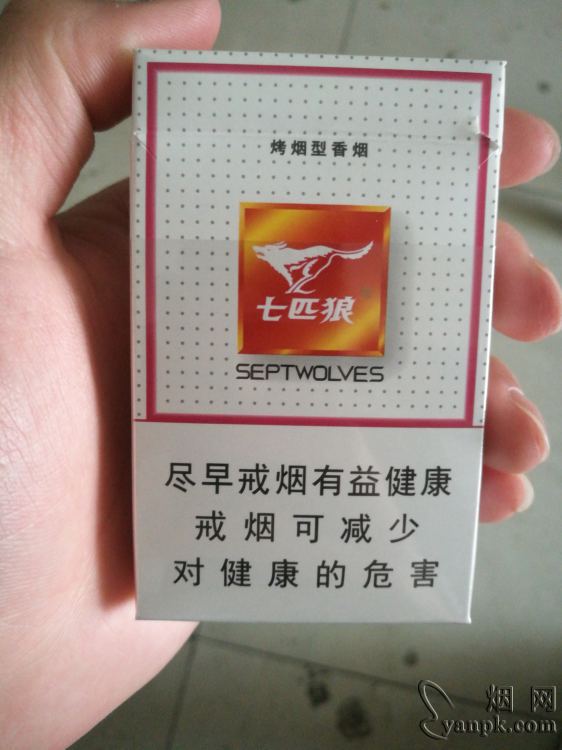 烤烟型香烟
七匹狼
SEPTWOLVES
尽早戒烟有益健康
戒烟可减少
对健康的危害
烟网
yanpk.com